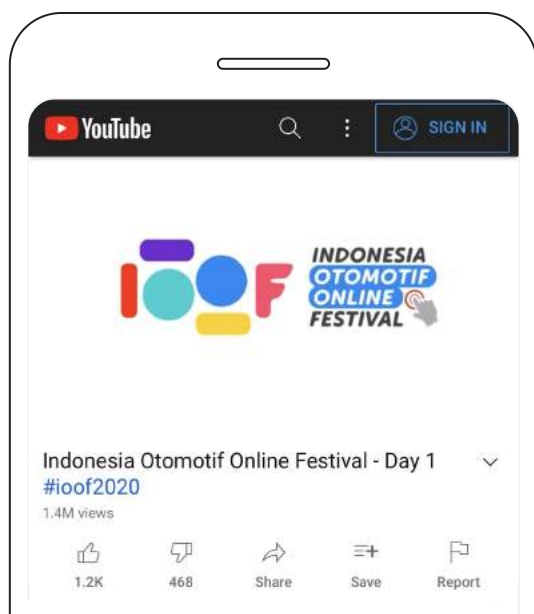 YouTube
SIGN IN
iooF
INDONESIA
OTOMOTIF
ONLINE
FESTIVAL
Indonesia Otomotif Online Festival - Day 1
#ioof2020
1.4M views
1.2K 468 Share Save Report